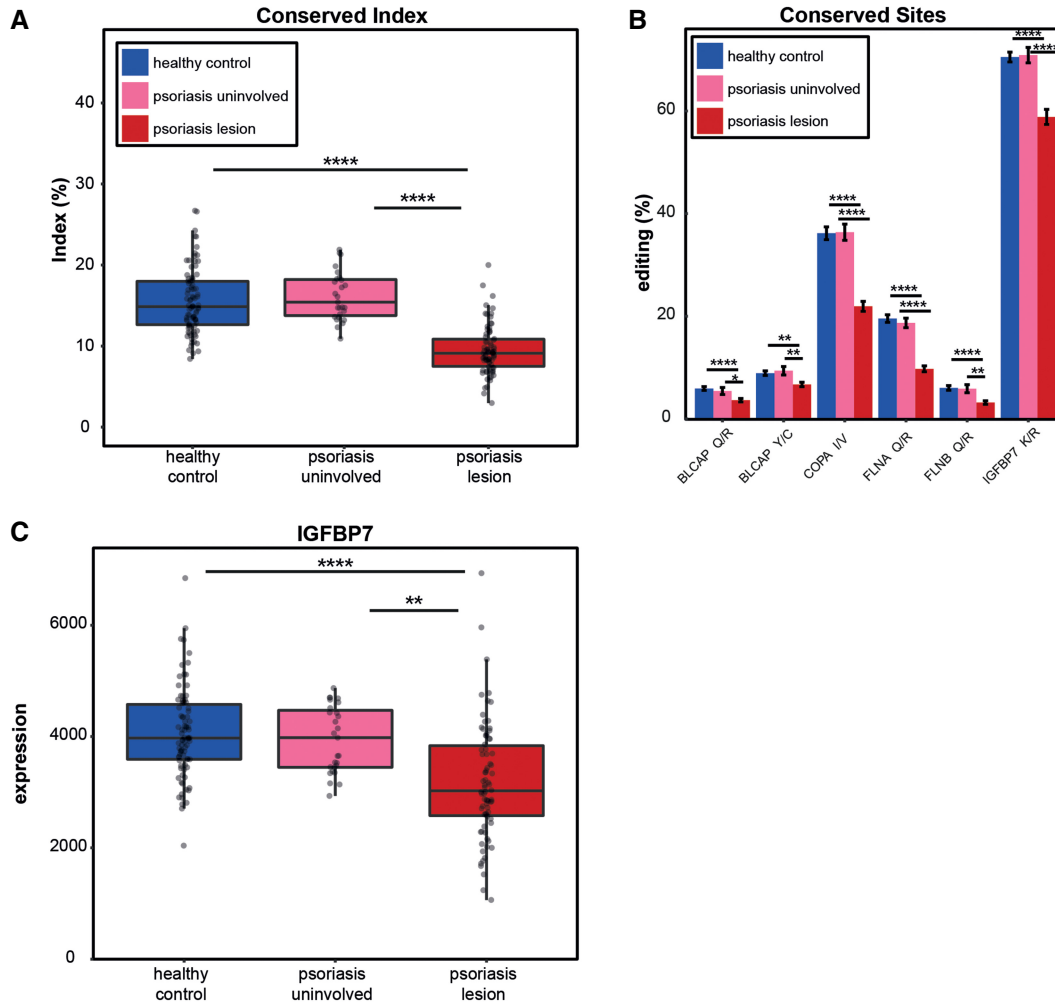 A
Conserved Index
healthy control
psoriasis uninvolved
psoriasis lesion
****
****
Index (%)
40
30
20
10
0
healthy
control
psoriasis
uninvolved
psoriasis
lesion
B
Conserved Sites
healthy control
psoriasis uninvolved
psoriasis lesion
****
****
****
****
****
****
**
**
****
*
****
**
editing (%)
60
40
20
0
BLCAP Q/R
BLCAP Y/C
COPA I/V
FLNA Q/R
FLNB Q/R
IGFBP7 K/R
C
IGFBP7
****
**
expression
6000
4000
2000
0
healthy
control
psoriasis
uninvolved
psoriasis
lesion